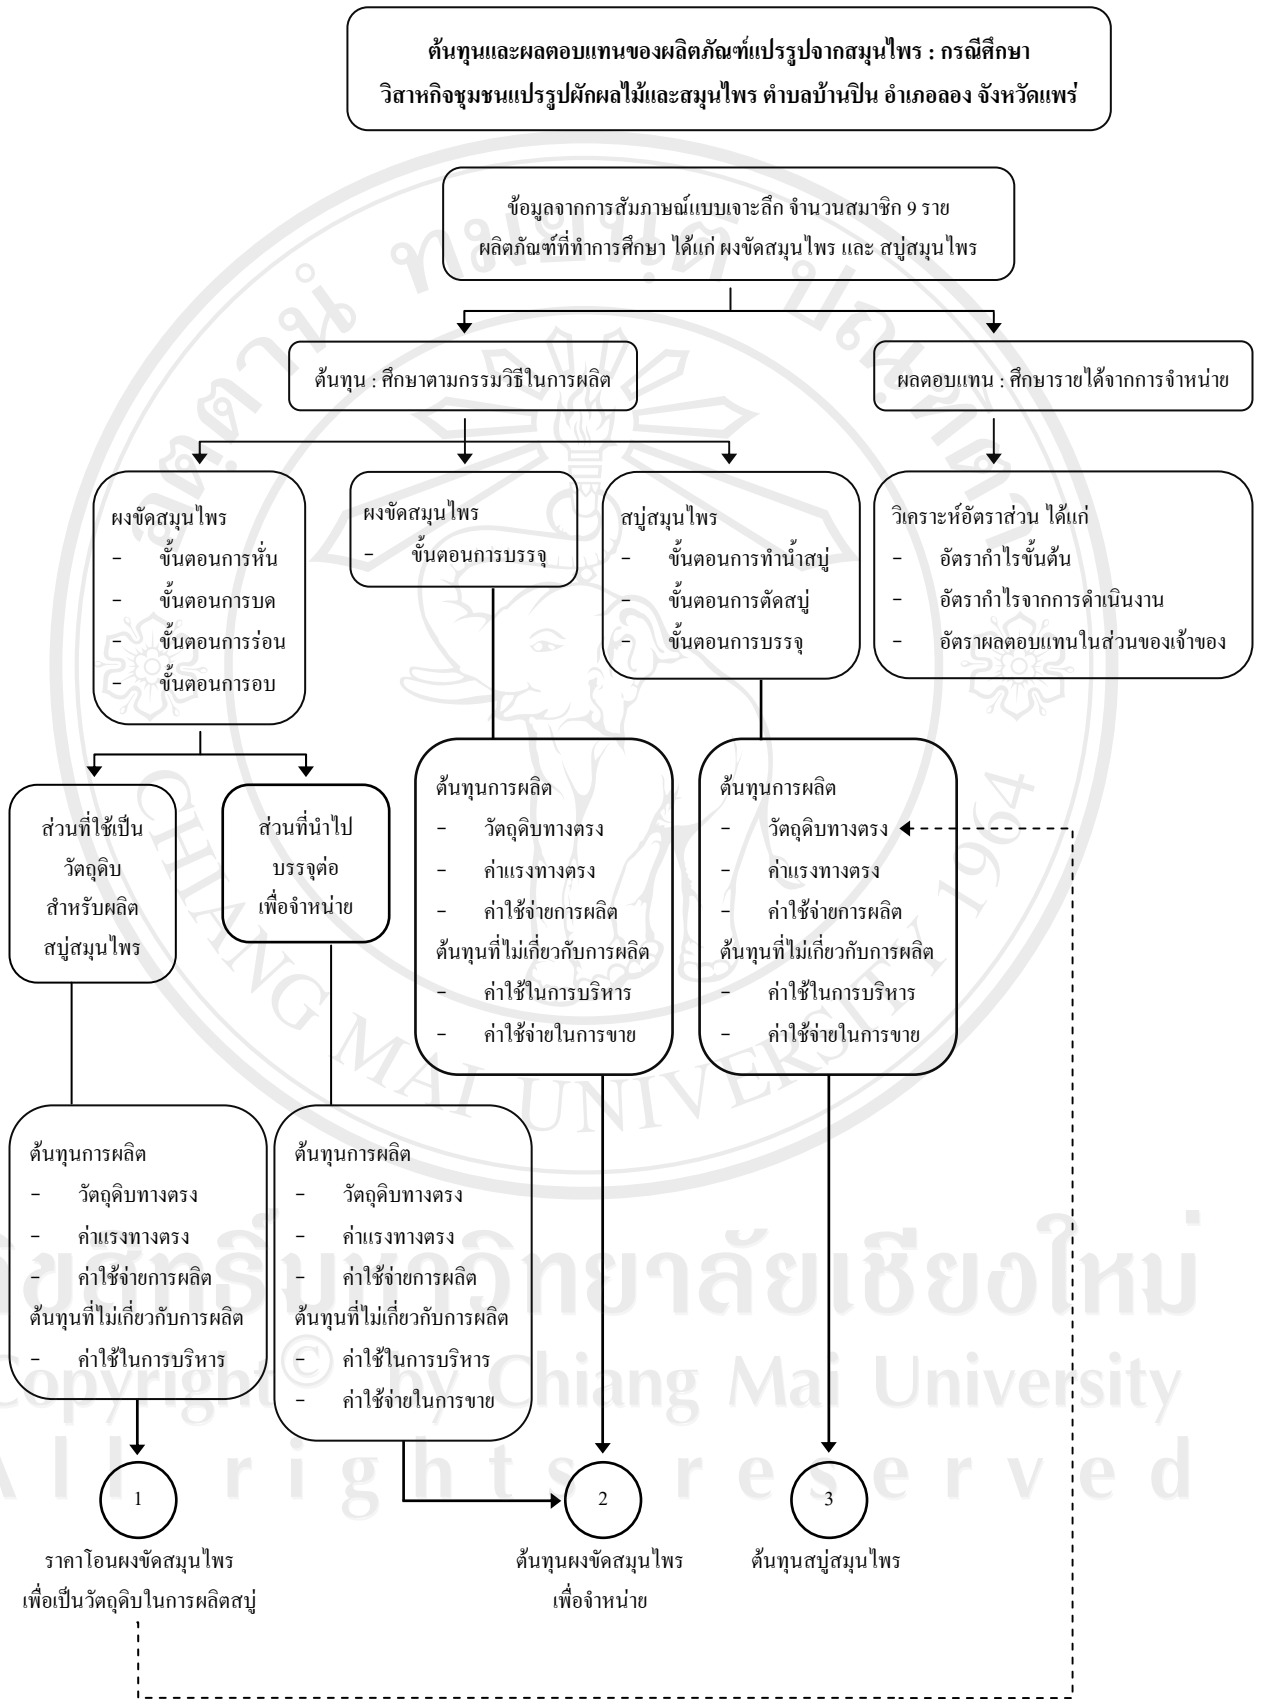 ต้นทุนและผลตอบแทนของผลิตภัณฑ์แปรรูปจากสมุนไพร : กรณีศึกษา
วิสาหกิจชุมชนแปรรูปผักผลไม้และสมุนไพร ตำบลบ้านปิน อำเภอลอง จังหวัดแพร่
ข้อมูลจากการสัมภาษณ์แบบเจาะลึก จำนวนสมาชิก 9 ราย
ผลิตภัณฑ์ที่ทำการศึกษา ได้แก่ ผงขัดสมุนไพร และ สบู่สมุนไพร
ต้นทุน : ศึกษาตามกรรมวิธีในการผลิต
ผลตอบแทน : ศึกษารายได้จากการจำหน่าย
ผงขัดสมุนไพร
- ขั้นตอนการหั่น
- ขั้นตอนการบด
- ขั้นตอนการร่อน
- ขั้นตอนการอบ
ผงขัดสมุนไพร
- ขั้นตอนการบรรจุ
สบู่สมุนไพร
- ขั้นตอนการทำน้ำสบู่
- ขั้นตอนการตัดสบู่
- ขั้นตอนการบรรจุ
วิเคราะห์อัตราส่วน ได้แก่
- อัตรากำไรขั้นต้น
- อัตรากำไรจากการดำเนินงาน
- อัตราผลตอบแทนในส่วนของเจ้าของ
ส่วนที่ใช้เป็น
วัตถุดิบ
สำหรับผลิต
สบู่สมุนไพร
ส่วนที่นำไป
บรรจุต่อ
เพื่อจำหน่าย
ต้นทุนการผลิต
- วัตถุดิบทางตรง
- ค่าแรงทางตรง
- ค่าใช้จ่ายการผลิต
ต้นทุนที่ไม่เกี่ยวกับการผลิต
- ค่าใช้ในการบริหาร
- ค่าใช้จ่ายในการขาย
ต้นทุนการผลิต
- วัตถุดิบทางตรง
- ค่าแรงทางตรง
- ค่าใช้จ่ายการผลิต
ต้นทุนที่ไม่เกี่ยวกับการผลิต
- ค่าใช้ในการบริหาร
- ค่าใช้จ่ายในการขาย
ต้นทุนการผลิต
- วัตถุดิบทางตรง
- ค่าแรงทางตรง
- ค่าใช้จ่ายการผลิต
ต้นทุนที่ไม่เกี่ยวกับการผลิต
- ค่าใช้ในการบริหาร
ต้นทุนการผลิต
- วัตถุดิบทางตรง
- ค่าแรงทางตรง
- ค่าใช้จ่ายการผลิต
ต้นทุนที่ไม่เกี่ยวกับการผลิต
- ค่าใช้ในการบริหาร
- ค่าใช้จ่ายในการขาย
1
2
3
ราคาโอนผงขัดสมุนไพร
เพื่อเป็นวัตถุดิบในการผลิตสบู่
ต้นทุนผงขัดสมุนไพร
เพื่อจำหน่าย
ต้นทุนสบู่สมุนไพร
CHIANG MAI UNIVERSITY 1964
มหาวิทยาลัยเชียงใหม่
Copyright © by Chiang Mai University
All rights reserved